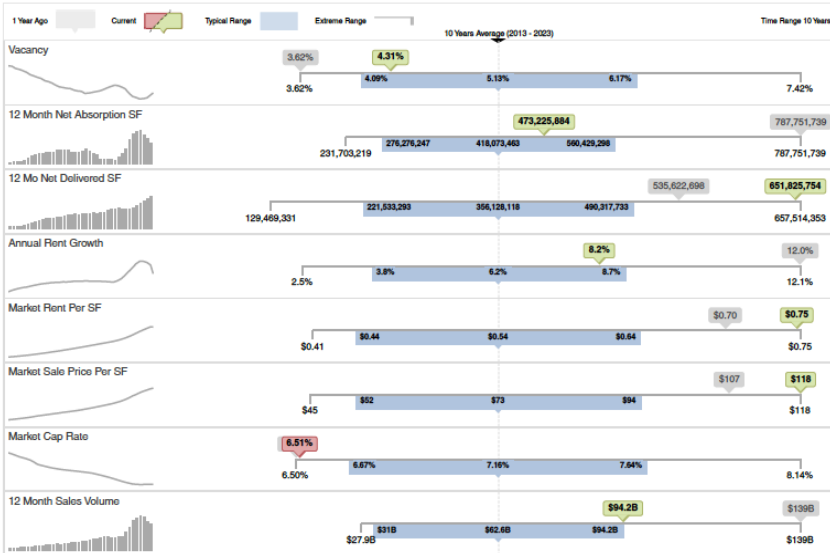 1 Year Ago Current Typical Range Extreme Range Time Range 10 Years
10 Years Average (2013 - 2023)
Vacancy
3.62% 4.31%
4.09% 5.13% 6.17%
3.62% 7.42%
12 Month Net Absorption SF
473,225,884 787,751,739
276,276,247 418,073,463 560,429,298
231,703,219 787,751,739
12 Mo Net Delivered SF
535,622,698 651,825,754
221,533,293 356,128,118 490,317,733
129,469,331 657,514,353
Annual Rent Growth
8.2% 12.0%
3.8% 6.2% 8.7%
2.5% 12.1%
Market Rent Per SF
$0.70 $0.75
$0.44 $0.54 $0.64
$0.41 $0.75
Market Sale Price Per SF
$107 $118
$52 $73 $94
$45 $118
Market Cap Rate
6.51%
6.67% 7.16% 7.64%
6.50% 8.14%
12 Month Sales Volume
$94.2B $139B
$31B $62.6B $94.2B
$27.9B $139B